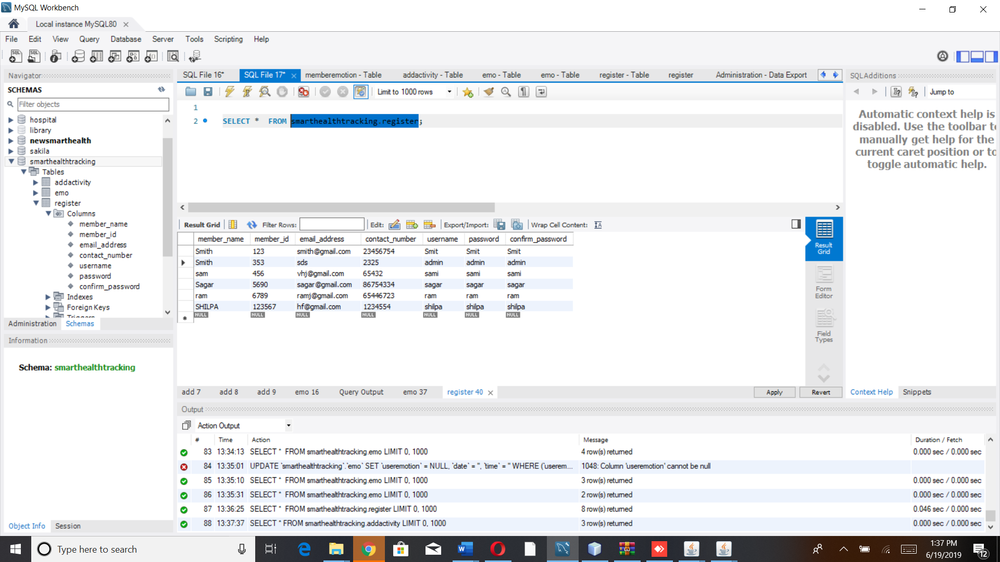 MySQL Workbench
Local instance MySQL80
File Edit View Query Database Server Tools Scripting Help
Navigator
SCHEMAS
Filter objects
hospital
library
newsmarthealth
sakila
smarthealthtracking
Tables
addactivity
emo
register
Columns
member_name
member_id
email_address
contact_number
username
password
confirm_password
Indexes
Foreign Keys
Triggers
Administration Schemas
Information
Schema: smarthealthtracking
Object Info Session
SQL File 16* SQL File 17* memberemotion - Table addactivity - Table emo - Table emo - Table register - Table register Administration - Data Export
Limit to 1000 rows
1
2 SELECT * FROM smarthealthtracking.register;
Result Grid Filter Rows: Edit: Export/Import: Wrap Cell Content:
member_name member_id email_address contact_number username password confirm_password
Smith 123 smith@gmail.com 23456754 Smit Smit Smit
Smith 353 sds 2325 admin admin admin
sam 456 vhj@gmail.com 65432 sami sami sami
Sagar 5690 sagar@gmail.com 86754334 sagar sagar sagar
ram 6789 ramj@gmail.com 65446723 ram ram ram
SHILPA 123567 hf@gmail.com 1234554 shilpa shilpa shilpa
NULL NULL NULL NULL NULL NULL NULL
Result
Grid
Form
Editor
Field
Types
add 7 add 8 add 9 emo 16 Query Output emo 37 register 40 Apply Revert
SQLAdditions
Jump to
Automatic context help is
disabled. Use the toolbar to
manually get help for the
current caret position or to
toggle automatic help.
Context Help Snippets
Output
Action Output
# Time Action Message Duration / Fetch
83 13:34:13 SELECT * FROM smarthealthtracking.emo LIMIT 0, 1000 4 row(s) returned 0.000 sec / 0.000 sec
84 13:35:01 UPDATE `smarthealthtracking`.`emo` SET `useremotion` = NULL, `date` = '', `time` = '' WHERE (`userem... 1048: Column 'useremotion' cannot be null
85 13:35:10 SELECT * FROM smarthealthtracking.emo LIMIT 0, 1000 3 row(s) returned 0.000 sec / 0.000 sec
86 13:35:31 SELECT * FROM smarthealthtracking.emo LIMIT 0, 1000 2 row(s) returned 0.000 sec / 0.000 sec
87 13:36:25 SELECT * FROM smarthealthtracking.register LIMIT 0, 1000 8 row(s) returned 0.046 sec / 0.000 sec
88 13:37:37 SELECT * FROM smarthealthtracking.addactivity LIMIT 0, 1000 3 row(s) returned 0.000 sec / 0.000 sec
Type here to search
1:37 PM
6/19/2019
12